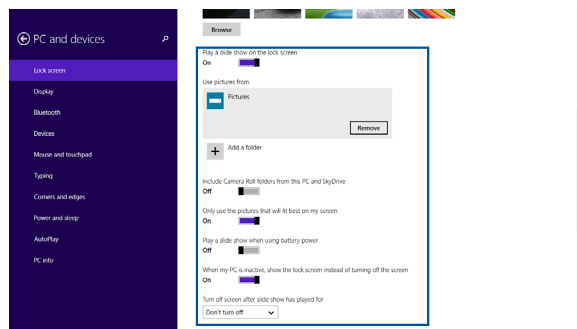 PC and devices
Lock screen
Display
Bluetooth
Devices
Mouse and touchpad
Typing
Corners and edges
Power and sleep
AutoPlay
PC info
Browse
Play a slide show on the lock screen
On
Use pictures from
Pictures
Remove
Add a folder
Include Camera Roll folders from this PC and SkyDrive
Off
Only use the pictures that will fit best on my screen
On
Play a slide show when using battery power
Off
When my PC is inactive, show the lock screen instead of turning off the screen
On
Turn off screen after slide show has played for
Don't turn off